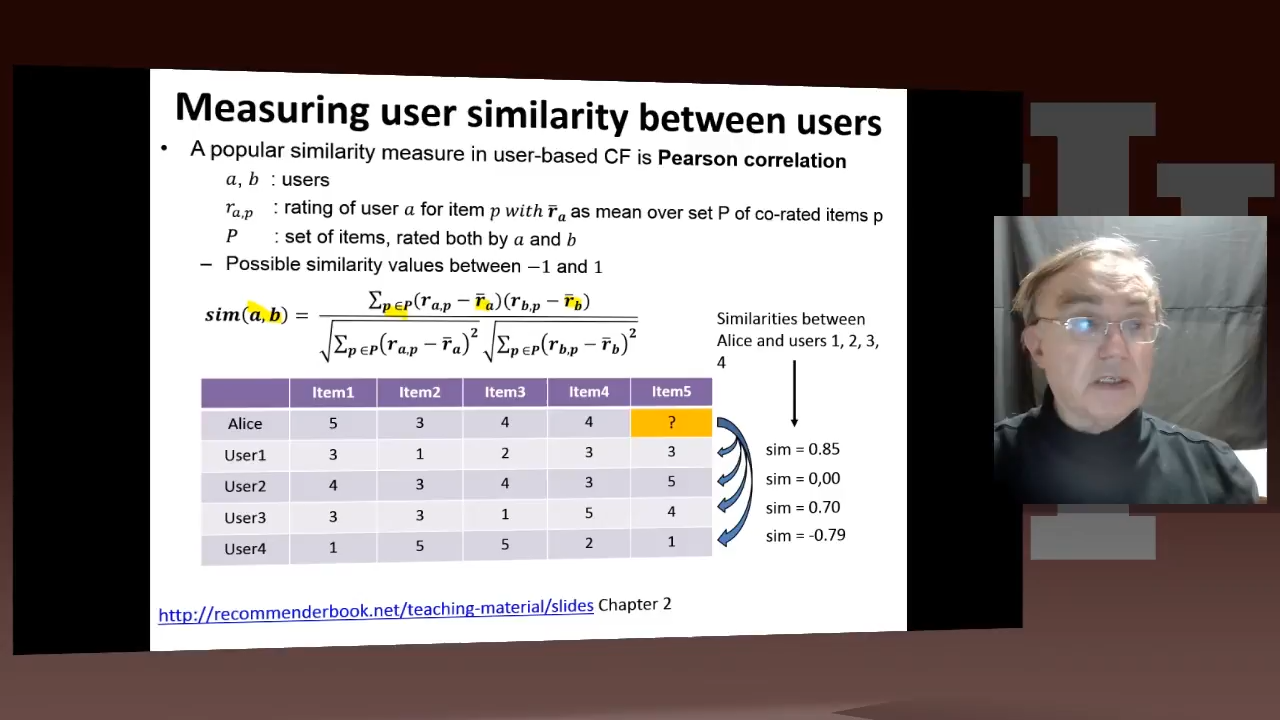 Measuring user similarity between users
• A popular similarity measure in user-based CF is Pearson correlation
a, b : users
r_{a,p} : rating of user a for item p with r̄_a as mean over set P of co-rated items p
P : set of items, rated both by a and b
– Possible similarity values between −1 and 1
sim(a, b) = \frac{∑_{p∈P}(r_{a,p} − r̄_a)(r_{b,p} − r̄_b)}{\sqrt{∑_{p∈P}(r_{a,p} − r̄_a)^2} \sqrt{∑_{p∈P}(r_{b,p} − r̄_b)^2}}
Similarities between
Alice and users 1, 2, 3,
4
Item1 Item2 Item3 Item4 Item5
Alice 5 3 4 4 ?
User1 3 1 2 3 3 sim = 0.85
User2 4 3 4 3 5 sim = 0,00
User3 3 3 1 5 4 sim = 0.70
User4 1 5 5 2 1 sim = -0.79
http://recommenderbook.net/teaching-material/slides Chapter 2